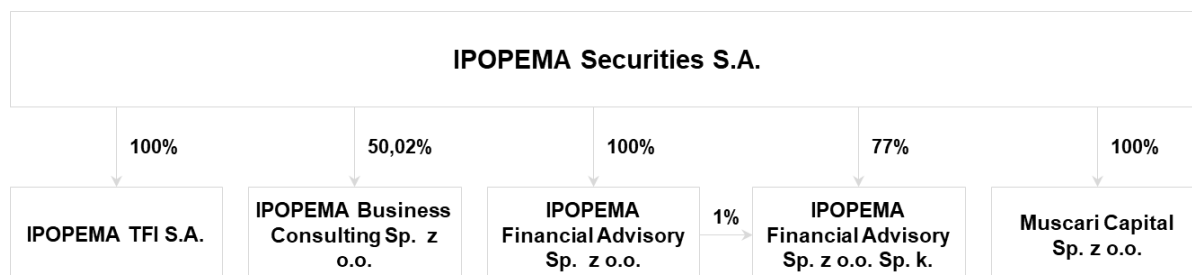 IPOPEMA Securities S.A.
100%
50,02%
100%
77%
100%
IPOPEMA TFI S.A.
IPOPEMA Business
Consulting Sp. z
o.o.
IPOPEMA
Financial Advisory
Sp. z o.o.
1%
IPOPEMA
Financial Advisory
Sp. z o.o. Sp. k.
Muscari Capital
Sp. z o.o.